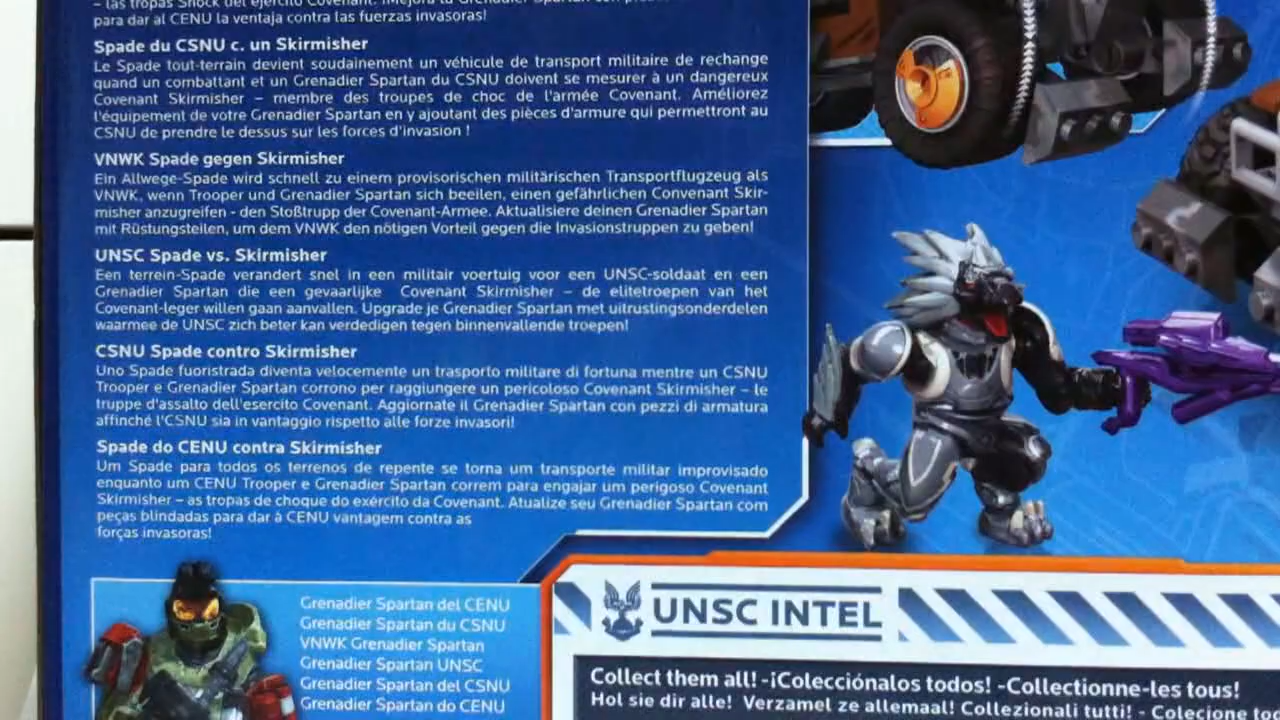 – las tropas Shock del ejército Covenant. ¡Mejora tu Grenadier Spartan con
para dar al CENU la ventaja contra las fuerzas invasoras!
Spade du CSNU c. un Skirmisher
Le Spade tout-terrain devient soudainement un véhicule de transport militaire de rechange
quand un combattant et un Grenadier Spartan du CSNU doivent se mesurer à un dangereux
Covenant Skirmisher – membre des troupes de choc de l'armée Covenant. Améliorez
l'équipement de votre Grenadier Spartan en y ajoutant des pièces d'armure qui permettront au
CSNU de prendre le dessus sur les forces d'invasion !
VNWK Spade gegen Skirmisher
Ein Allwege-Spade wird schnell zu einem provisorischen militärischen Transportflugzeug als
VNWK, wenn Trooper und Grenadier Spartan sich beeilen, einen gefährlichen Convenant Skir-
misher anzugreifen - den Stoßtrupp der Covenant-Armee. Aktualisiere deinen Grenadier Spartan
mit Rüstungsteilen, um dem VNWK den nötigen Vorteil gegen die Invasionstruppen zu geben!
UNSC Spade vs. Skirmisher
Een terrein-Spade verandert snel in een militair voertuig voor een UNSC-soldaat en een
Grenadier Spartan die een gevaarlijke Covenant Skirmisher – de elitetroepen van het
Covenant-leger willen gaan aanvallen. Upgrade je Grenadier Spartan met uitrustingsonderdelen
waarmee de UNSC zich beter kan verdedigen tegen binnenvallende troepen!
CSNU Spade contro Skirmisher
Uno Spade fuoristrada diventa velocemente un trasporto militare di fortuna mentre un CSNU
Trooper e Grenadier Spartan corrono per raggiungere un pericoloso Covenant Skirmisher – le
truppe d'assalto dell'esercito Covenant. Aggiornate il Grenadier Spartan con pezzi di armatura
affinché l'CSNU sia in vantaggio rispetto alle forze invasori!
Spade do CENU contra Skirmisher
Um Spade para todos os terrenos de repente se torna um transporte militar improvisado
enquanto um CENU Trooper e Grenadier Spartan correm para engajar um perigoso Covenant
Skirmisher – as tropas de choque do exército da Covenant. Atualize seu Grenadier Spartan com
peças blindadas para dar à CENU vantagem contra as
forças invasoras!
Grenadier Spartan del CENU
Grenadier Spartan du CSNU
VNWK Grenadier Spartan
Grenadier Spartan UNSC
Grenadier Spartan del CSNU
Grenadier Spartan do CENU
UNSC INTEL
Collect them all! -¡Colecciónalos todos! -Collectionne-les tous!
Hol sie dir alle! Verzamel ze allemaal! Collezionali tutti! - Colecione